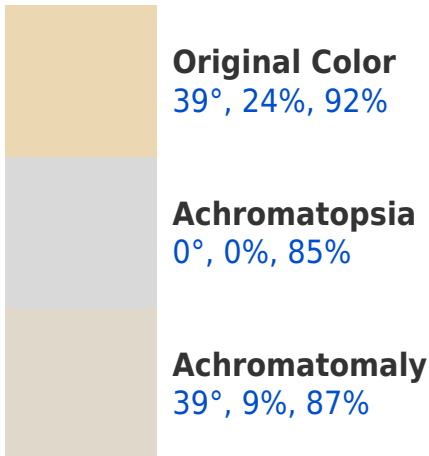 Original Color
39°, 24%, 92%
Achromatopsia
0°, 0%, 85%
Achromatomaly
39°, 9%, 87%